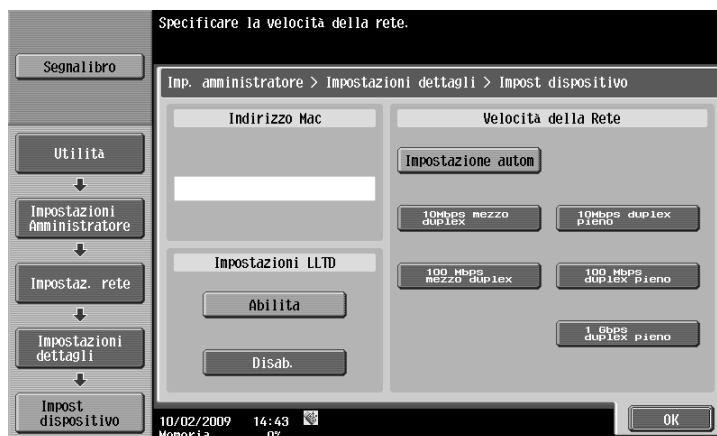 Specificare la velocità della rete.
Segnalibro
Imp. amministratore > Impostazioni dettagli > Impost dispositivo
Indirizzo Mac
Velocità della Rete
Utilità
Impostazione autom
Impostazioni
Amministratore
10Mbps mezzo
duplex
10Mbps duplex
pieno
Impostazioni LLTD
Impostaz. rete
100 Mbps
mezzo duplex
100 Mbps
duplex pieno
Abilita
Impostazioni
dettagli
1 Gbps
duplex pieno
Disab.
Impost
dispositivo
10/02/2009 14:43
Memoria 0%
OK